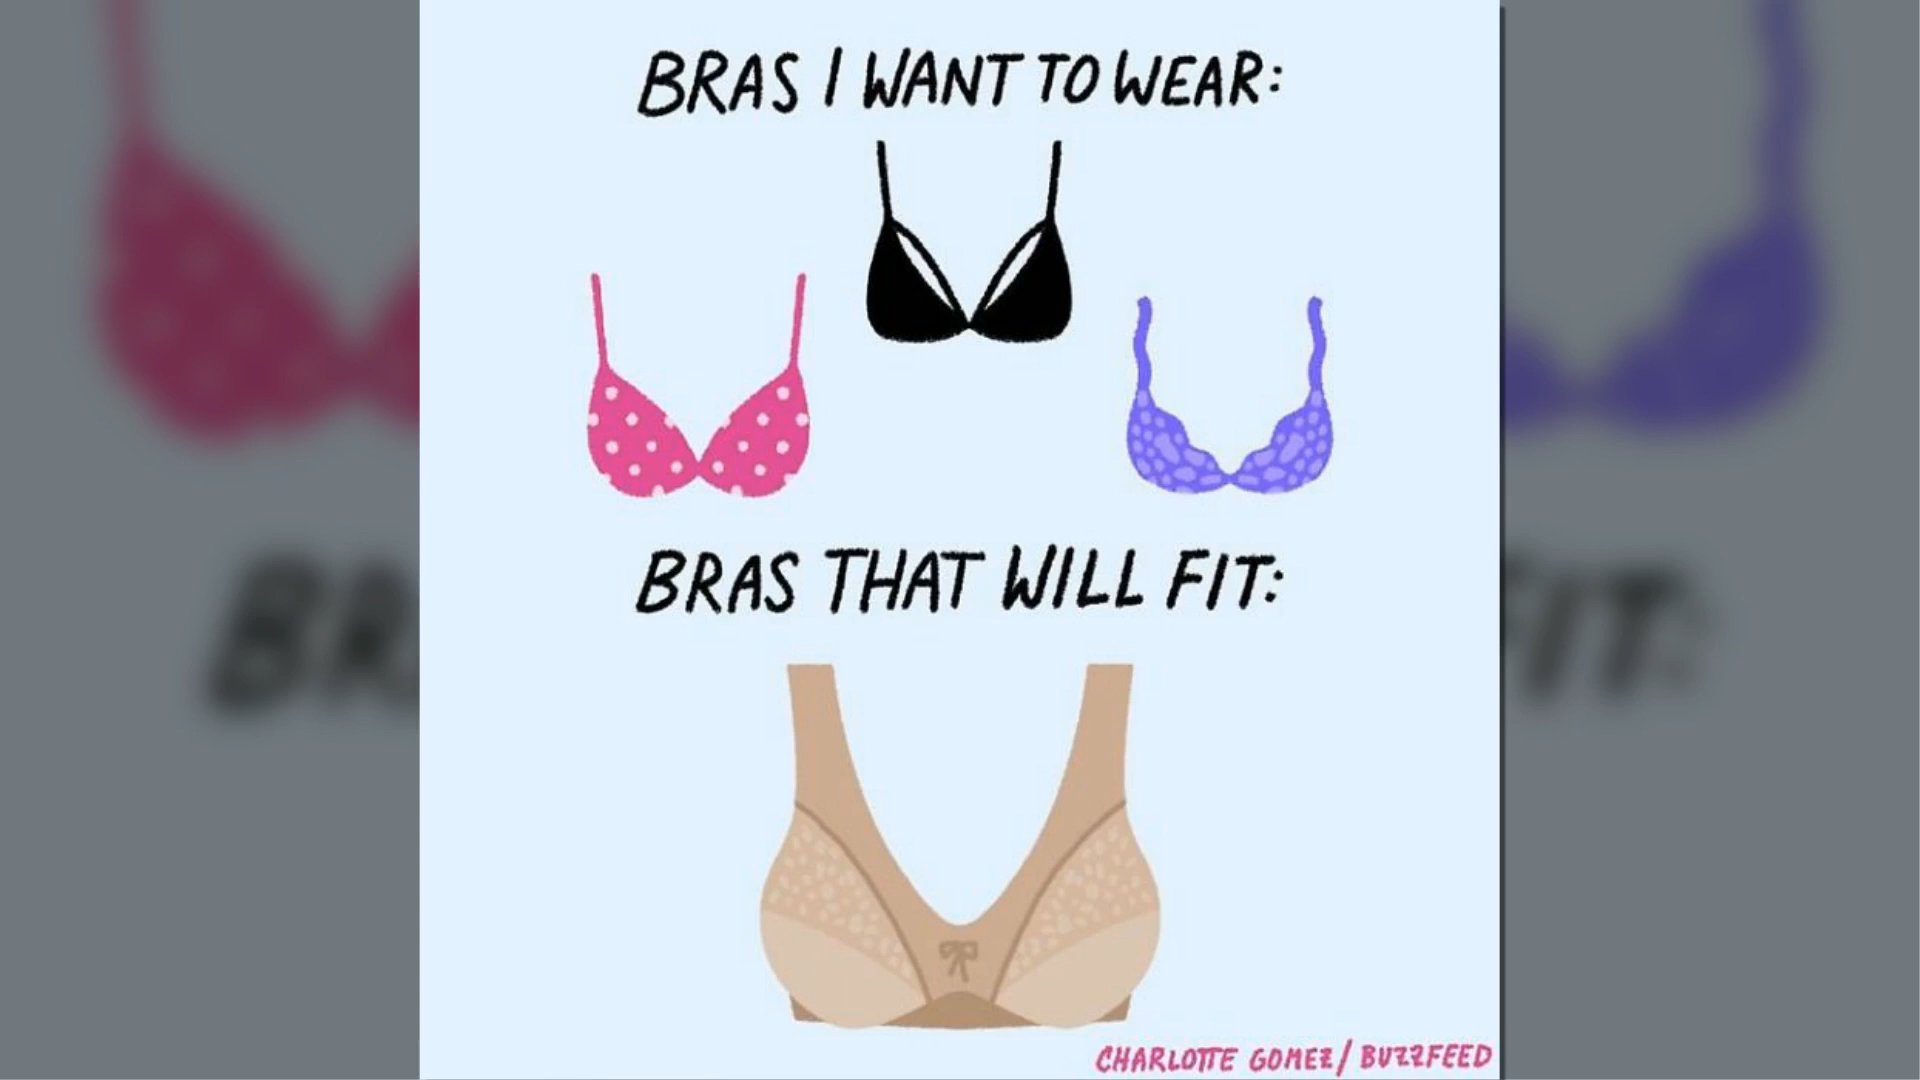 BRAS I WANT TO WEAR:
BRAS THAT WILL FIT:
CHARLOTTE GOMEZ/BUZZFEED